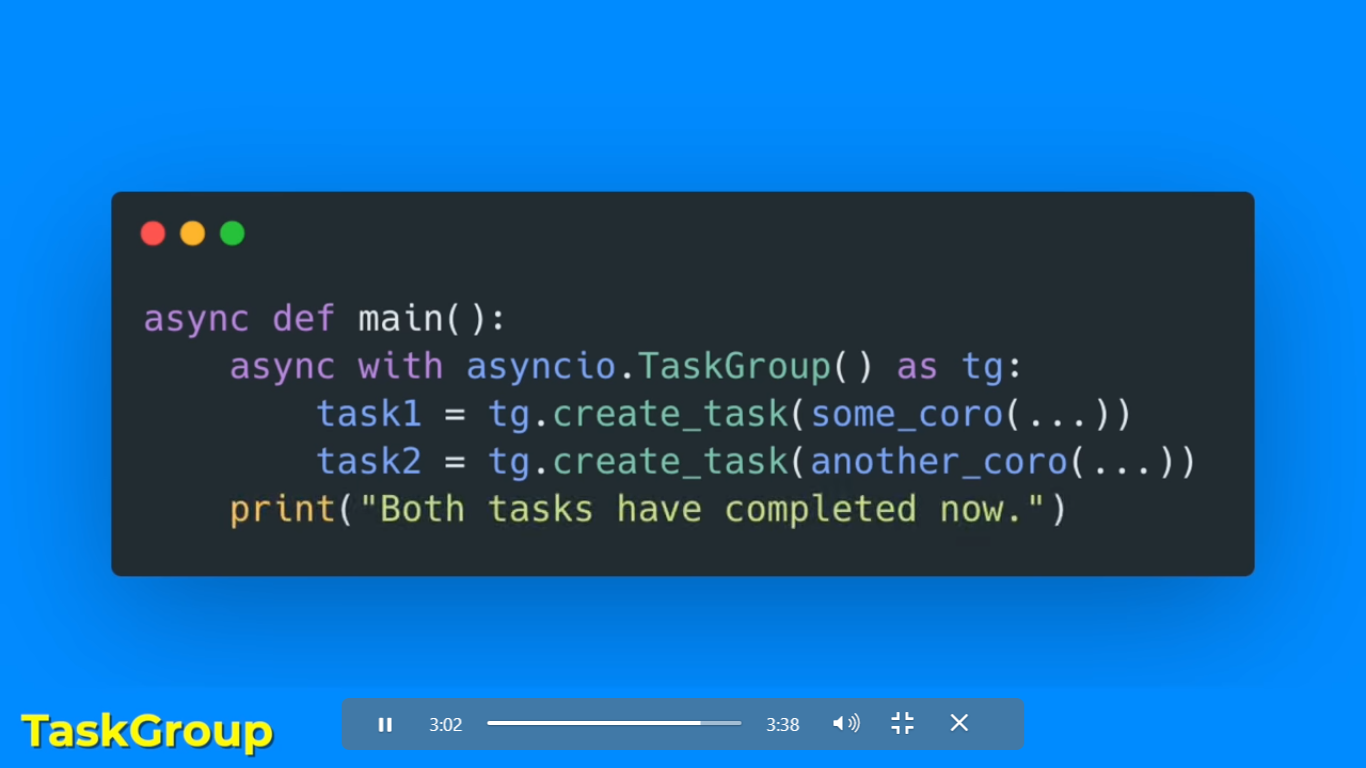 async def main():
    async with asyncio.TaskGroup() as tg:
        task1 = tg.create_task(some_coro(...))
        task2 = tg.create_task(another_coro(...))
    print("Both tasks have completed now.")
TaskGroup
3:02
3:38